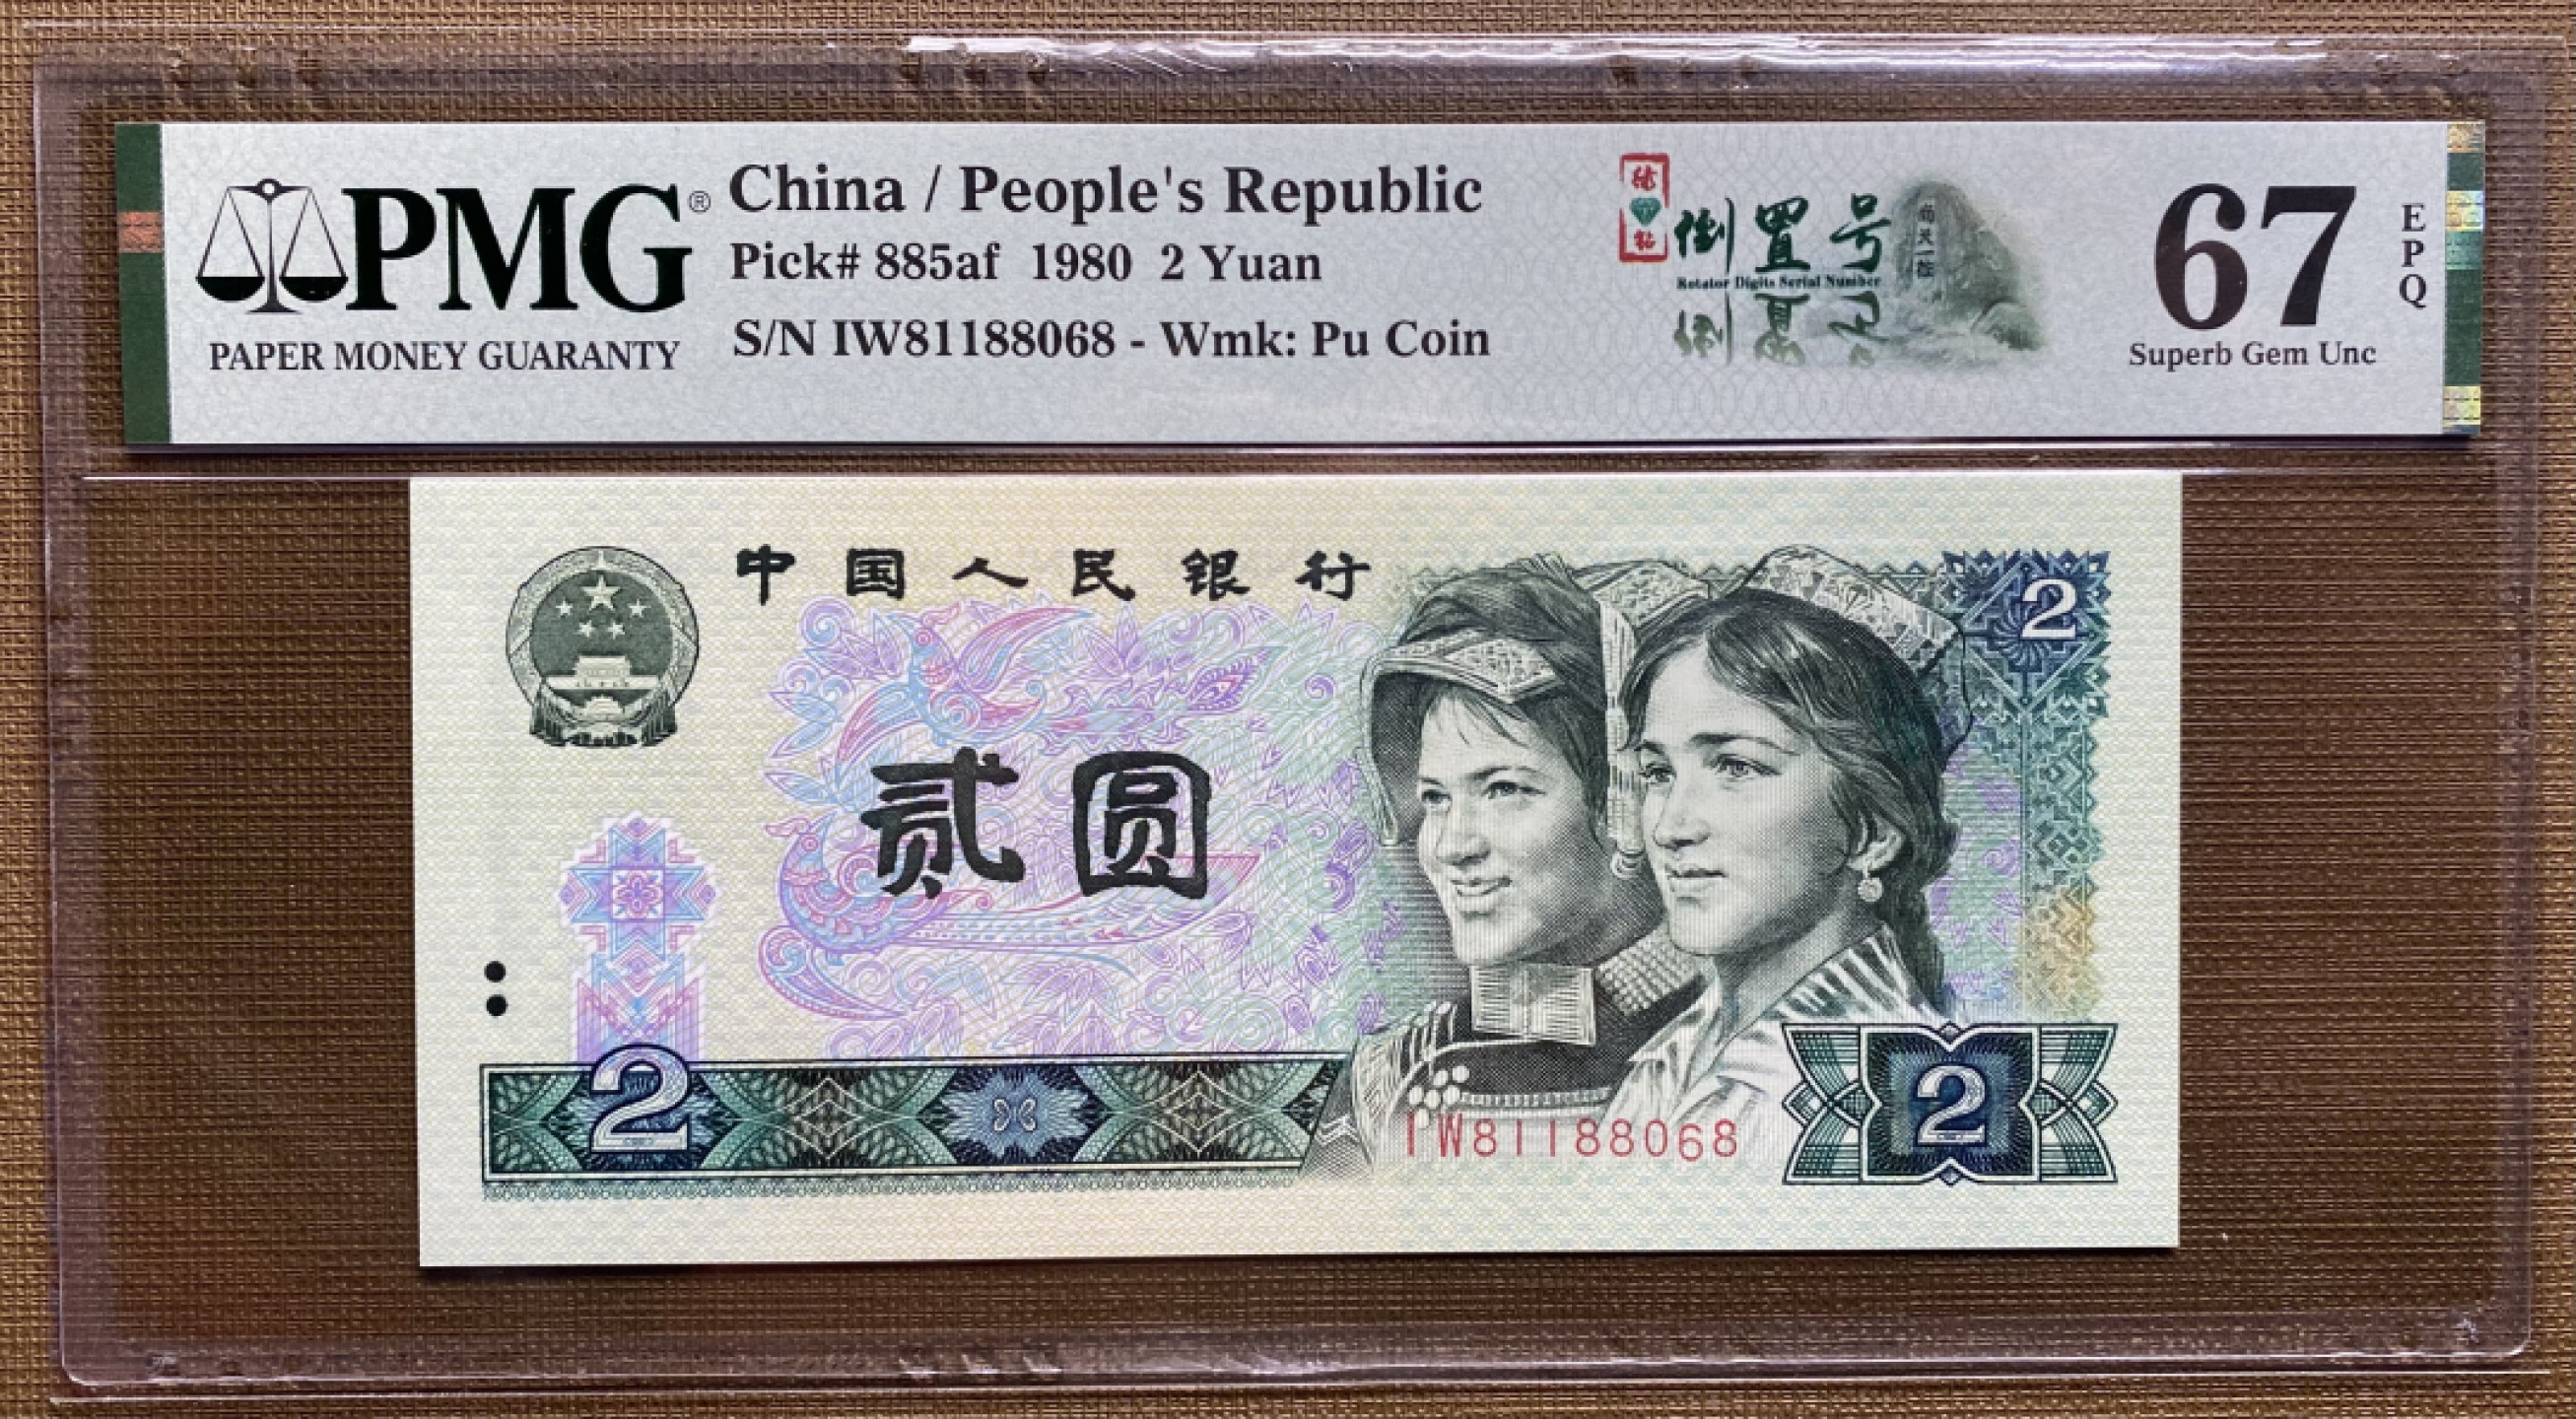 PMG®
PAPER MONEY GUARANTY
China / People's Republic
Pick# 885af 1980 2 Yuan
S/N IW81188068 - Wmk: Pu Coin
倒置号
Rotator Digits Serial Number
67
EPQ
Superb Gem Unc
中国人民银行
2
贰圆
2
IW81188068
2